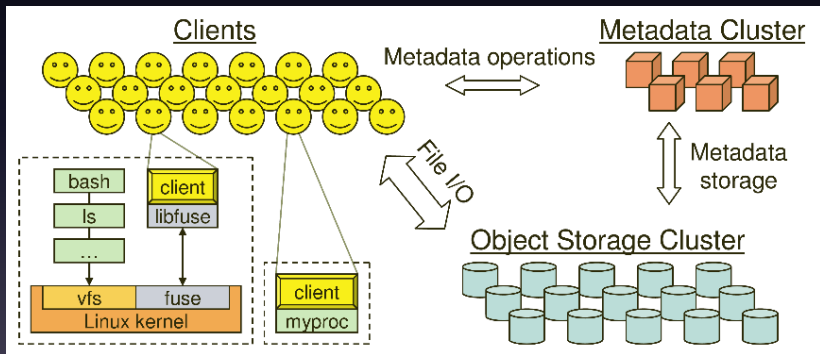 Clients
Metadata Cluster
Metadata operations
File I/O
Metadata
storage
Object Storage Cluster
bash
ls
...
client
libfuse
vfs
fuse
Linux kernel
client
myproc